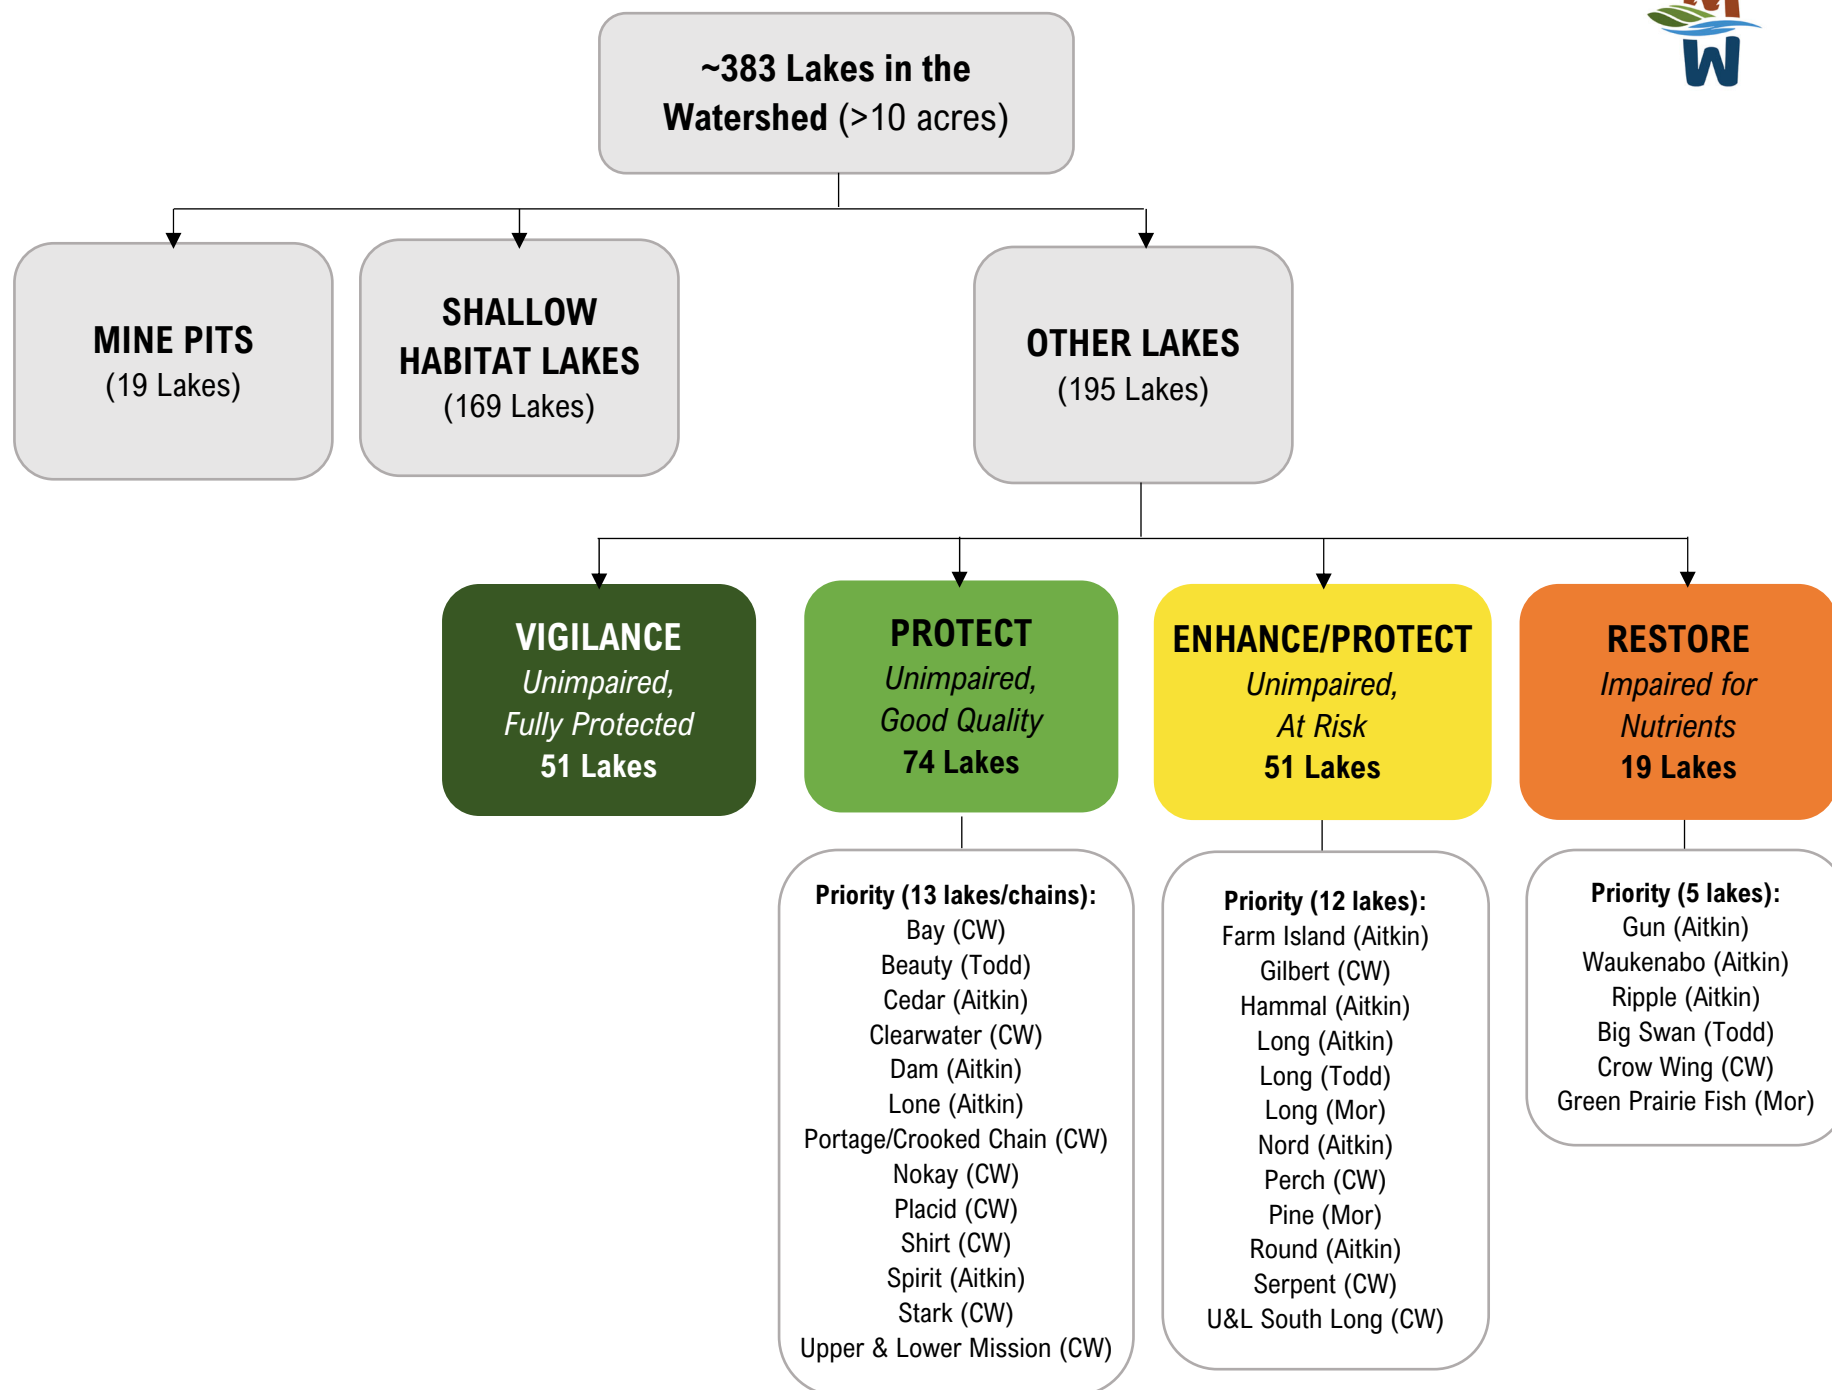 M
W
~383 Lakes in the
Watershed (>10 acres)
MINE PITS
(19 Lakes)
SHALLOW
HABITAT LAKES
(169 Lakes)
OTHER LAKES
(195 Lakes)
VIGILANCE
Unimpaired,
Fully Protected
51 Lakes
PROTECT
Unimpaired,
Good Quality
74 Lakes
ENHANCE/PROTECT
Unimpaired,
At Risk
51 Lakes
RESTORE
Impaired for
Nutrients
19 Lakes
Priority (13 lakes/chains):
Bay (CW)
Beauty (Todd)
Cedar (Aitkin)
Clearwater (CW)
Dam (Aitkin)
Lone (Aitkin)
Portage/Crooked Chain (CW)
Nokay (CW)
Placid (CW)
Shirt (CW)
Spirit (Aitkin)
Stark (CW)
Upper & Lower Mission (CW)
Priority (12 lakes):
Farm Island (Aitkin)
Gilbert (CW)
Hammal (Aitkin)
Long (Aitkin)
Long (Todd)
Long (Mor)
Nord (Aitkin)
Perch (CW)
Pine (Mor)
Round (Aitkin)
Serpent (CW)
U&L South Long (CW)
Priority (5 lakes):
Gun (Aitkin)
Waukenabo (Aitkin)
Ripple (Aitkin)
Big Swan (Todd)
Crow Wing (CW)
Green Prairie Fish (Mor)